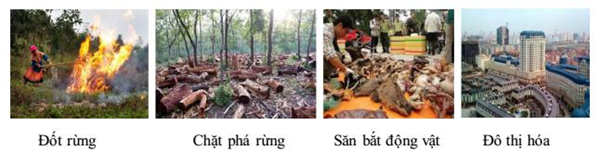 Đốt rừng Chặt phá rừng Săn bắt động vật Đô thị hóa